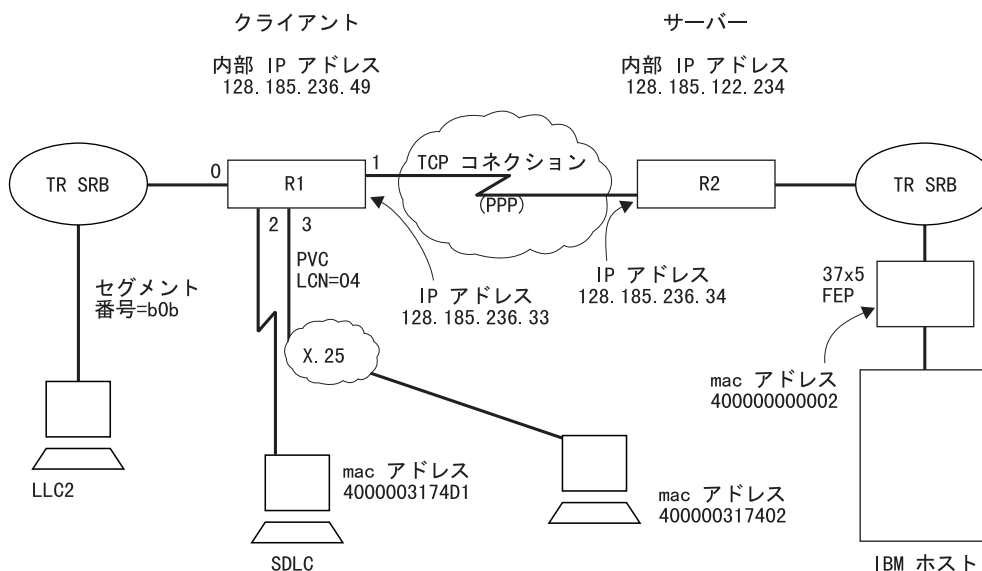 クライアント
サーバー
内部 IP アドレス
128.185.236.49
内部 IP アドレス
128.185.122.234
TR SRB
0
R1
1
TCP コネクション
(PPP)
R2
TR SRB
2
3
PVC
LCN=04
IP アドレス
128.185.236.33
IP アドレス
128.185.236.34
37x5
FEP
セグメント
番号=b0b
X.25
mac アドレス
400000000002
LLC2
mac アドレス
4000003174D1
SDLC
mac アドレス
400000317402
IBM ホスト